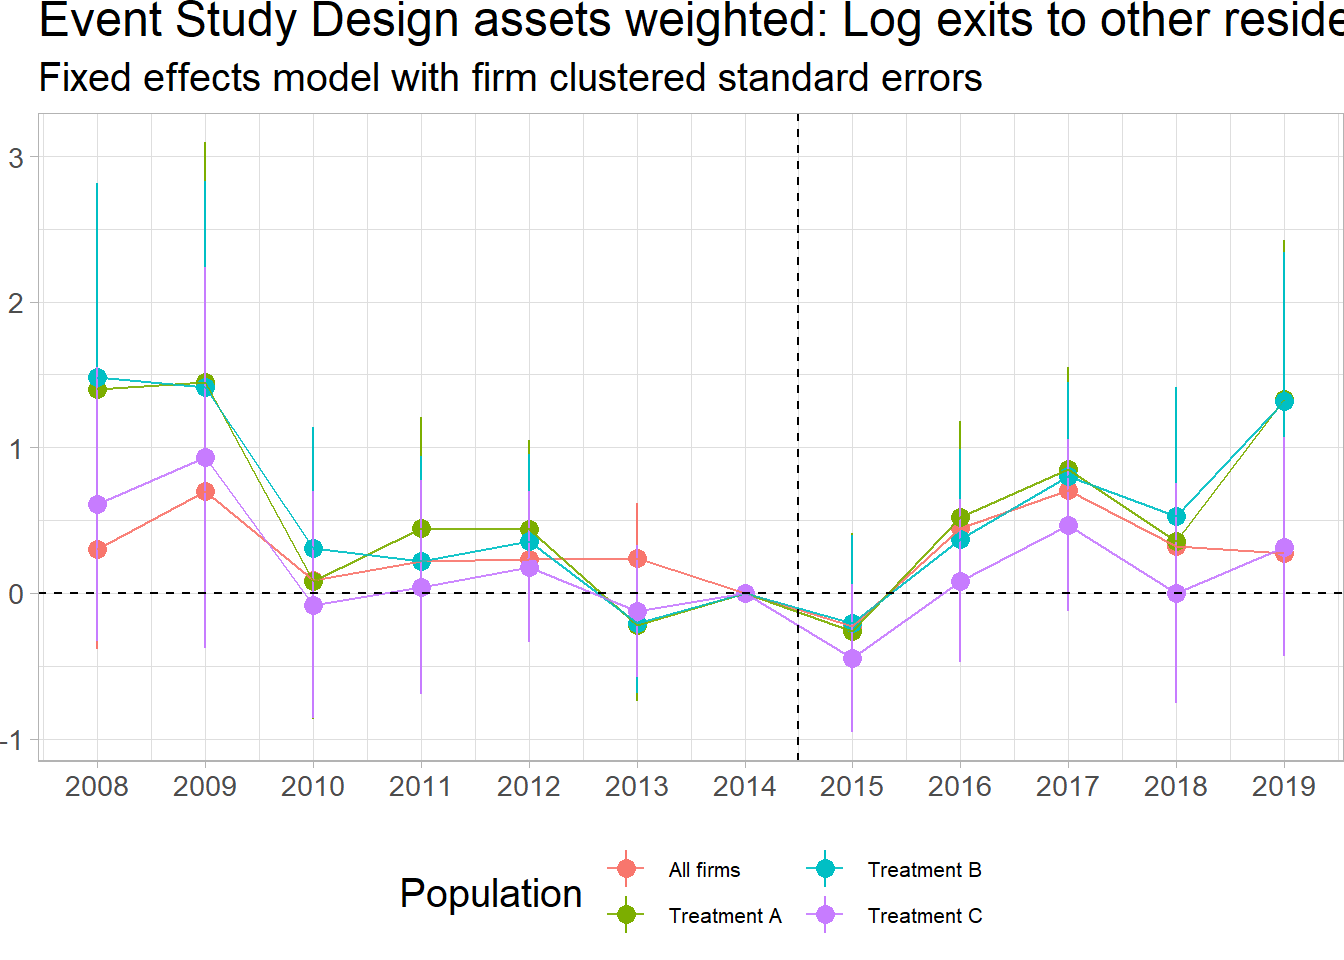 Event Study Design assets weighted: Log exits to other reside
Fixed effects model with firm clustered standard errors
3
2
1
0
-1
2008 2009 2010 2011 2012 2013 2014 2015 2016 2017 2018 2019
Population
All firms
Treatment A
Treatment B
Treatment C